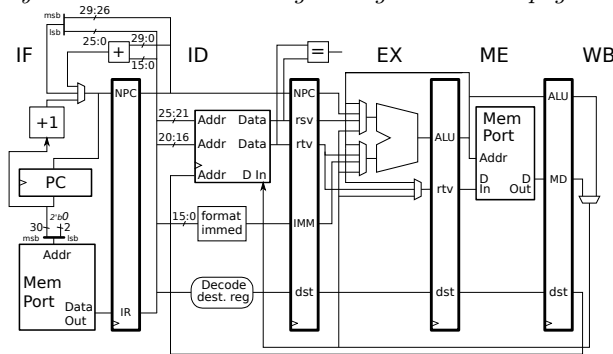 29:26
msb
lsb
25:0
29:0
15:0
+
=
IF
ID
EX
ME
WB
+1
PC
2'b0
30
2
msb
lsb
Addr
Mem
Port
Data
Out
NPC
IR
25:21
20:16
Addr
Data
Addr
Data
Addr
D In
15:0
format
immed
Decode
dest. reg
NPC
rsv
rtv
IMM
dst
ALU
rtv
dst
Mem
Port
Addr
D
In
D
Out
ALU
MD
dst